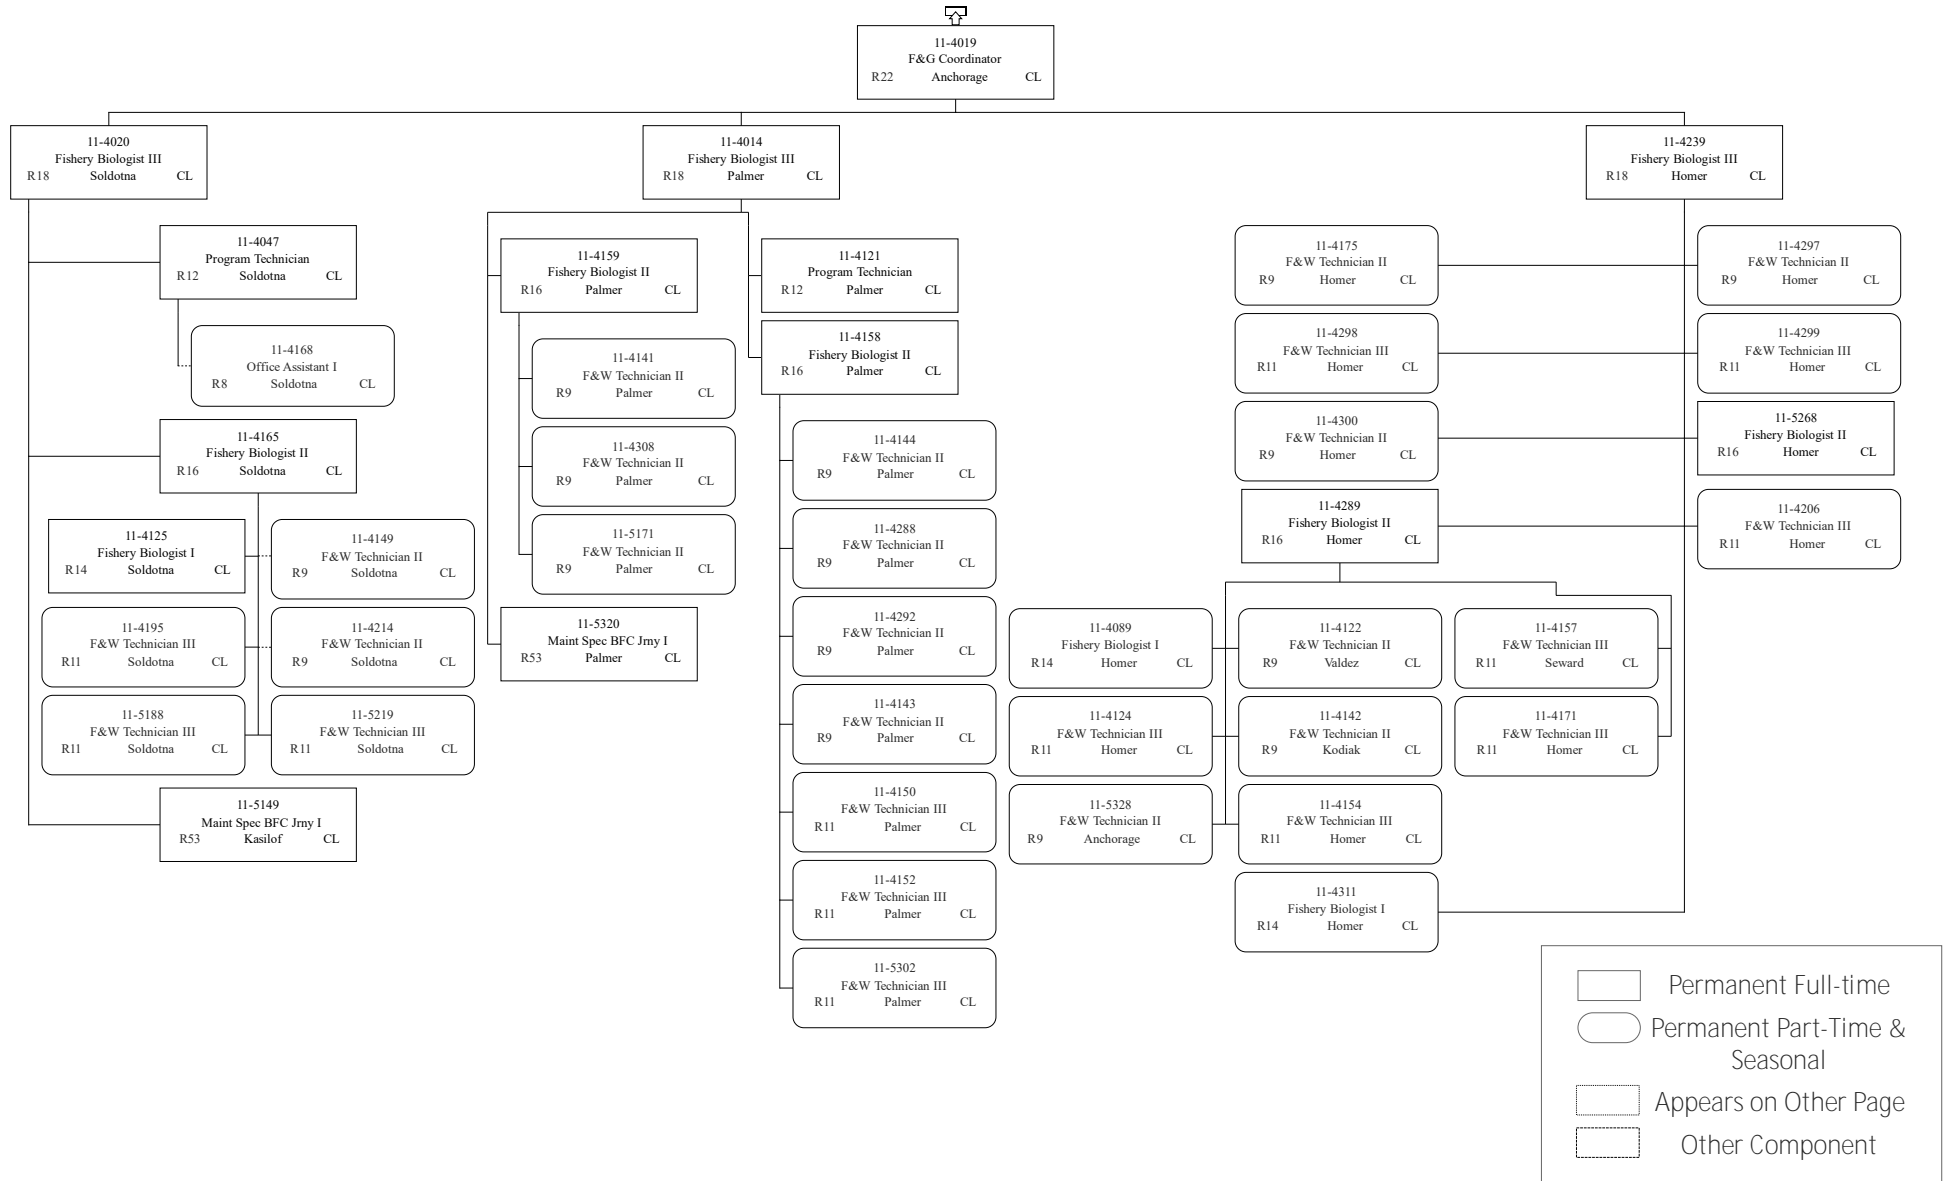 11-4019
F&G Coordinator
R22 Anchorage CL
11-4020
Fishery Biologist III
R18 Soldotna CL
11-4047
Program Technician
R12 Soldotna CL
11-4168
Office Assistant I
R8 Soldotna CL
11-4165
Fishery Biologist II
R16 Soldotna CL
11-4125
Fishery Biologist I
R14 Soldotna CL
11-4149
F&W Technician II
R9 Soldotna CL
11-4195
F&W Technician III
R11 Soldotna CL
11-4214
F&W Technician II
R9 Soldotna CL
11-5188
F&W Technician III
R11 Soldotna CL
11-5219
F&W Technician III
R11 Soldotna CL
11-5149
Maint Spec BFC Jrny I
R53 Kasilof CL
11-4014
Fishery Biologist III
R18 Palmer CL
11-4159
Fishery Biologist II
R16 Palmer CL
11-4141
F&W Technician II
R9 Palmer CL
11-4308
F&W Technician II
R9 Palmer CL
11-5171
F&W Technician II
R9 Palmer CL
11-5320
Maint Spec BFC Jrny I
R53 Palmer CL
11-4121
Program Technician
R12 Palmer CL
11-4158
Fishery Biologist II
R16 Palmer CL
11-4144
F&W Technician II
R9 Palmer CL
11-4288
F&W Technician II
R9 Palmer CL
11-4292
F&W Technician II
R9 Palmer CL
11-4143
F&W Technician II
R9 Palmer CL
11-4150
F&W Technician III
R11 Palmer CL
11-4152
F&W Technician III
R11 Palmer CL
11-5302
F&W Technician III
R11 Palmer CL
11-4239
Fishery Biologist III
R18 Homer CL
11-4175
F&W Technician II
R9 Homer CL
11-4297
F&W Technician II
R9 Homer CL
11-4298
F&W Technician III
R11 Homer CL
11-4299
F&W Technician III
R11 Homer CL
11-4300
F&W Technician II
R9 Homer CL
11-5268
Fishery Biologist II
R16 Homer CL
11-4289
Fishery Biologist II
R16 Homer CL
11-4206
F&W Technician III
R11 Homer CL
11-4089
Fishery Biologist I
R14 Homer CL
11-4122
F&W Technician II
R9 Valdez CL
11-4157
F&W Technician III
R11 Seward CL
11-4124
F&W Technician III
R11 Homer CL
11-4142
F&W Technician II
R9 Kodiak CL
11-4171
F&W Technician III
R11 Homer CL
11-5328
F&W Technician II
R9 Anchorage CL
11-4154
F&W Technician III
R11 Homer CL
11-4311
Fishery Biologist I
R14 Homer CL
Permanent Full-time
Permanent Part-Time &
Seasonal
Appears on Other Page
Other Component